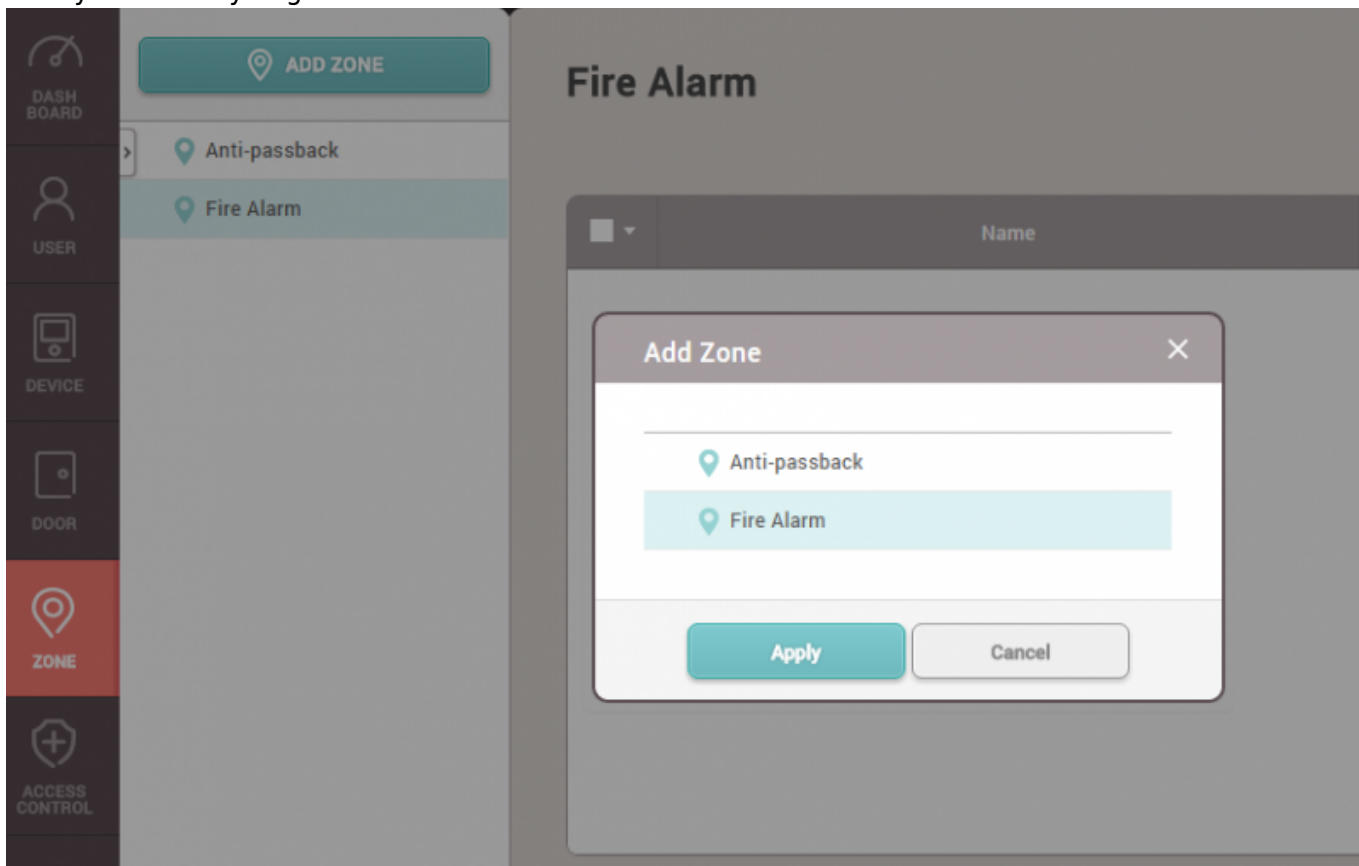 DASH
BOARD
USER
DEVICE
DOOR
ZONE
ACCESS
CONTROL
ADD ZONE
Anti-passback
Fire Alarm
Fire Alarm
Name
Add Zone
Anti-passback
Fire Alarm
Apply
Cancel